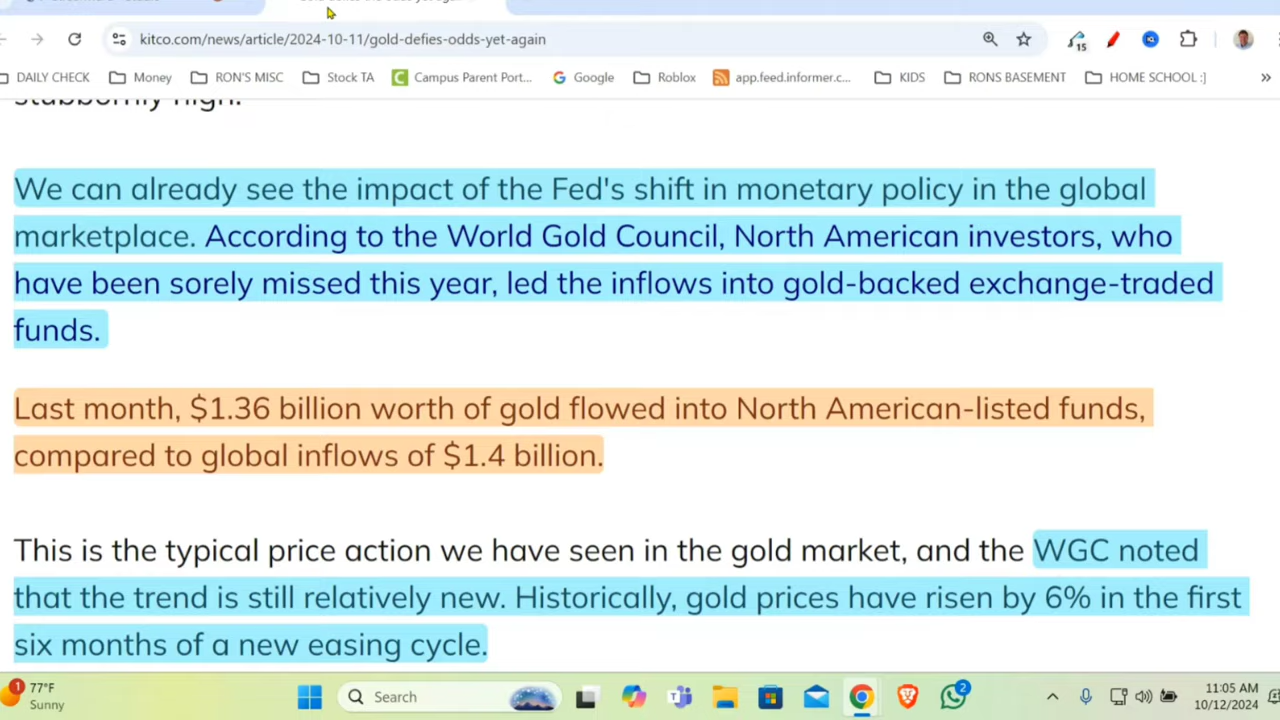 kitco.com/news/article/2024-10-11/gold-defies-odds-yet-again
15
DAILY CHECK Money RON'S MISC Stock TA Campus Parent Port... Google Roblox app.feed.informer.c... KIDS RONS BASEMENT HOME SCHOOL :] »
stubbornly high.
We can already see the impact of the Fed's shift in monetary policy in the global
marketplace. According to the World Gold Council, North American investors, who
have been sorely missed this year, led the inflows into gold-backed exchange-traded
funds.
Last month, $1.36 billion worth of gold flowed into North American-listed funds,
compared to global inflows of $1.4 billion.
This is the typical price action we have seen in the gold market, and the WGC noted
that the trend is still relatively new. Historically, gold prices have risen by 6% in the first
six months of a new easing cycle.
1
77°F
Sunny
Search
2
11:05 AM
10/12/2024